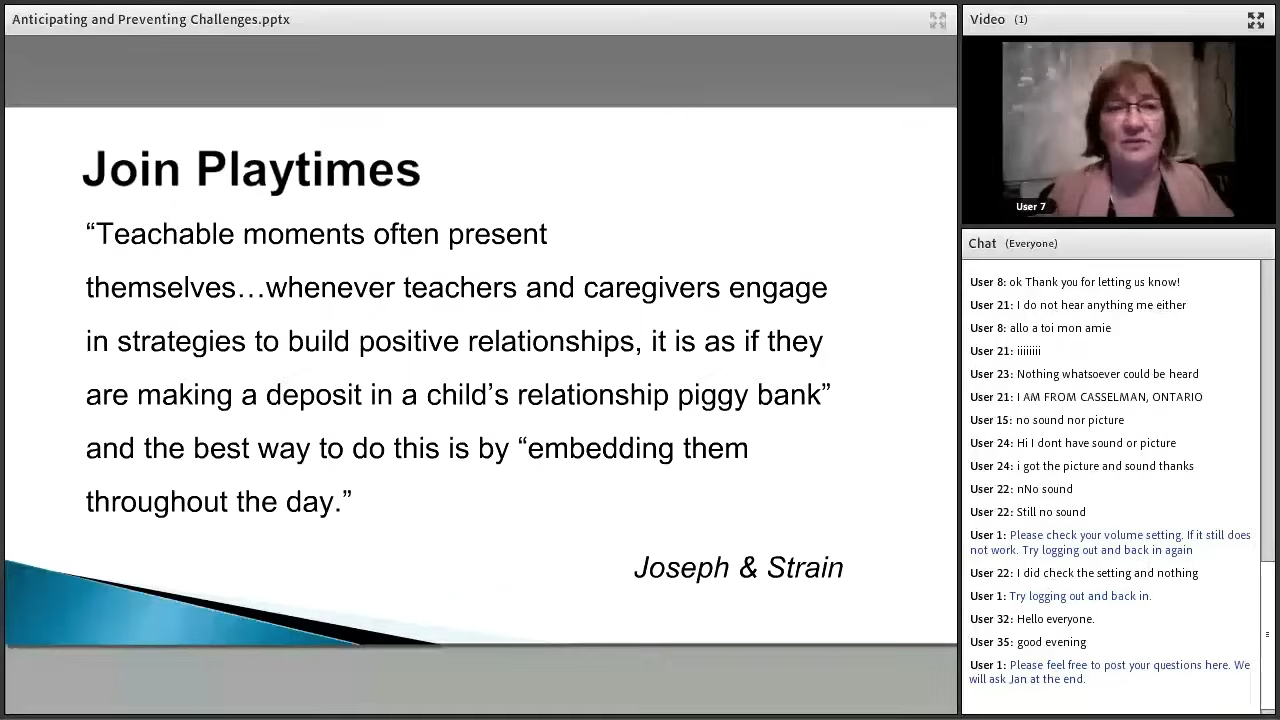 Anticipating and Preventing Challenges.pptx
Join Playtimes
“Teachable moments often present
themselves…whenever teachers and caregivers engage
in strategies to build positive relationships, it is as if they
are making a deposit in a child’s relationship piggy bank”
and the best way to do this is by “embedding them
throughout the day.”
Joseph & Strain
Video (1)
User 7
Chat (Everyone)
User 8: ok Thank you for letting us know!
User 21: I do not hear anything me either
User 8: allo a toi mon amie
User 21: iiiiiiii
User 23: Nothing whatsoever could be heard
User 21: I AM FROM CASSELMAN, ONTARIO
User 15: no sound nor picture
User 24: Hi I dont have sound or picture
User 24: i got the picture and sound thanks
User 22: nNo sound
User 22: Still no sound
User 1: Please check your volume setting. If it still does
not work. Try logging out and back in again
User 22: I did check the setting and nothing
User 1: Try logging out and back in.
User 32: Hello everyone.
User 35: good evening
User 1: Please feel free to post your questions here. We
will ask Jan at the end.